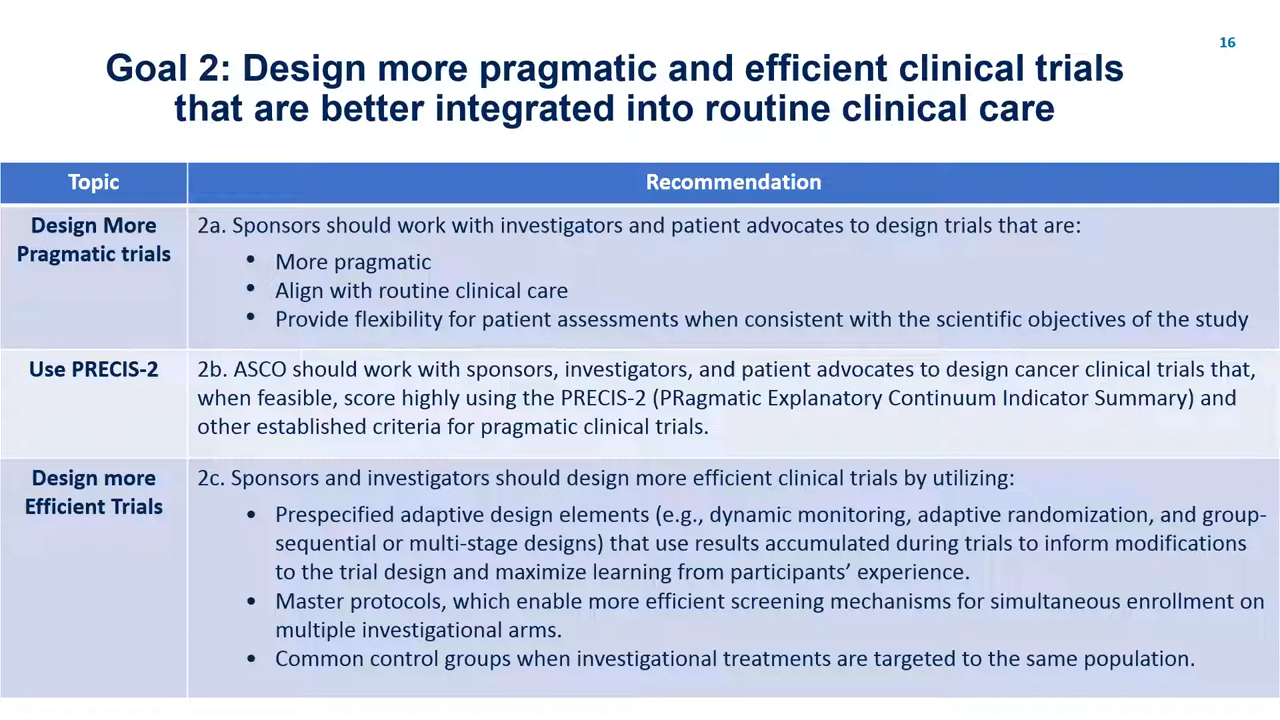 16
Goal 2: Design more pragmatic and efficient clinical trials
that are better integrated into routine clinical care
Topic
Recommendation
Design More
Pragmatic trials
2a. Sponsors should work with investigators and patient advocates to design trials that are:
• More pragmatic
• Align with routine clinical care
• Provide flexibility for patient assessments when consistent with the scientific objectives of the study
Use PRECIS-2
2b. ASCO should work with sponsors, investigators, and patient advocates to design cancer clinical trials that,
when feasible, score highly using the PRECIS-2 (PRagmatic Explanatory Continuum Indicator Summary) and
other established criteria for pragmatic clinical trials.
Design more
Efficient Trials
2c. Sponsors and investigators should design more efficient clinical trials by utilizing:
• Prespecified adaptive design elements (e.g., dynamic monitoring, adaptive randomization, and group-
sequential or multi-stage designs) that use results accumulated during trials to inform modifications
to the trial design and maximize learning from participants’ experience.
• Master protocols, which enable more efficient screening mechanisms for simultaneous enrollment on
multiple investigational arms.
• Common control groups when investigational treatments are targeted to the same population.